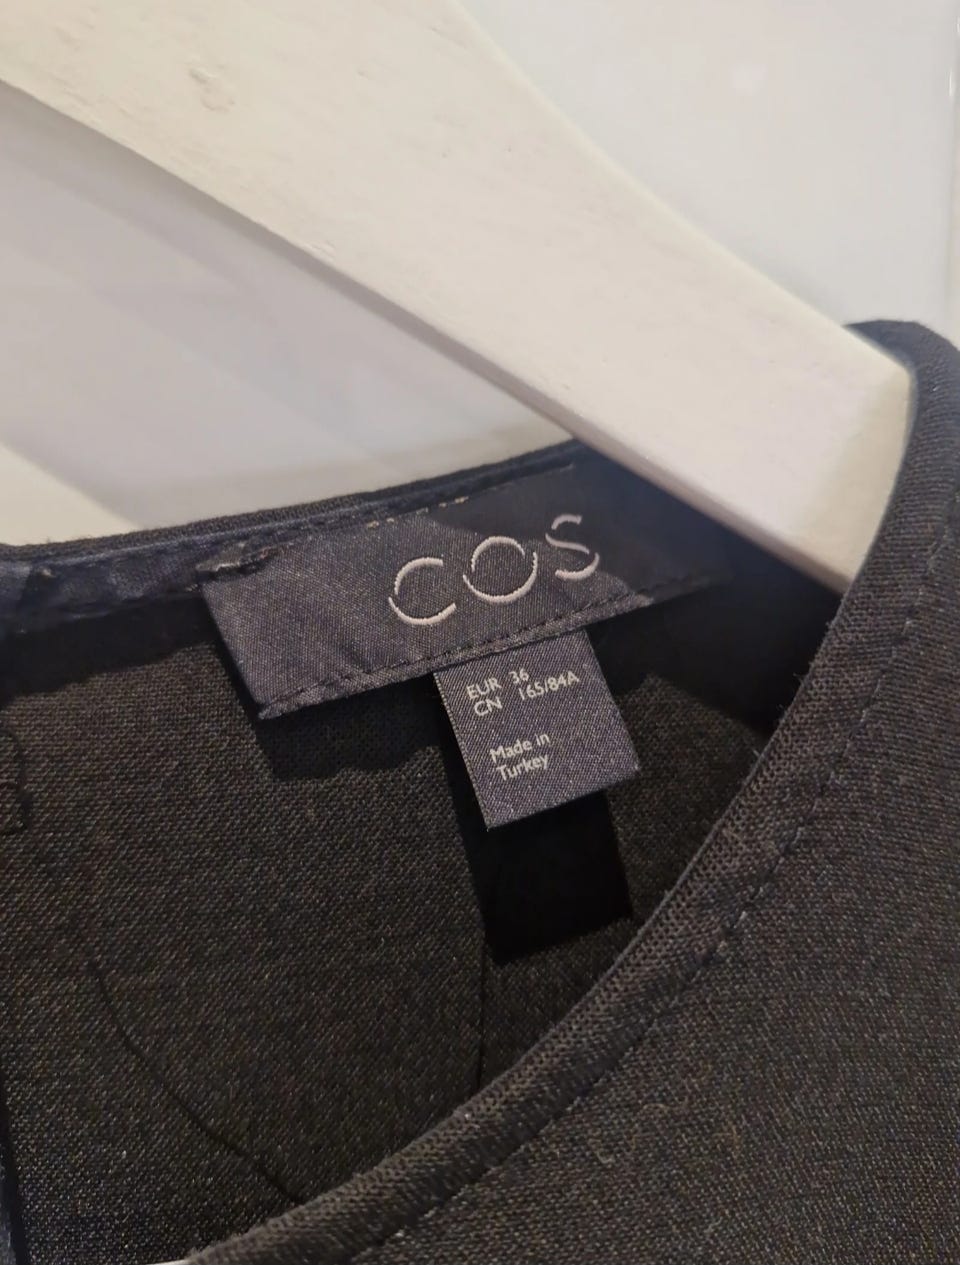 COS
EUR 36
CN 165/84A
Made in
Turkey